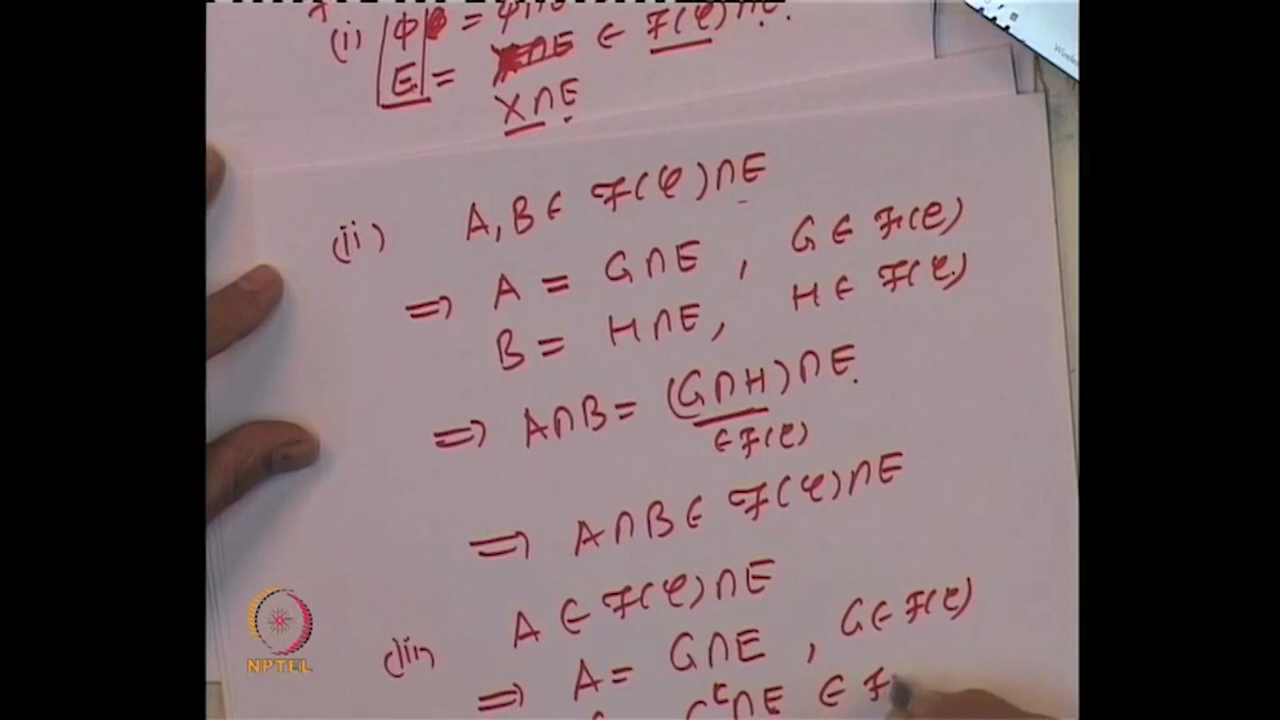 (i) φ = φ∩
E = X∩E ∈ F(C)∩E.
X∩E
(ii) A, B ∈ F(C)∩E
⇒ A = G∩E, G ∈ F(C)
B = H∩E, H ∈ F(C)
⇒ A∩B = (G∩H)∩E.
∈ F(C)
⇒ A∩B ∈ F(C)∩E
(iii) A ∈ F(C)∩E
⇒ A = G∩E, G ∈ F(C)
G^c∩E ∈ F
NPTEL